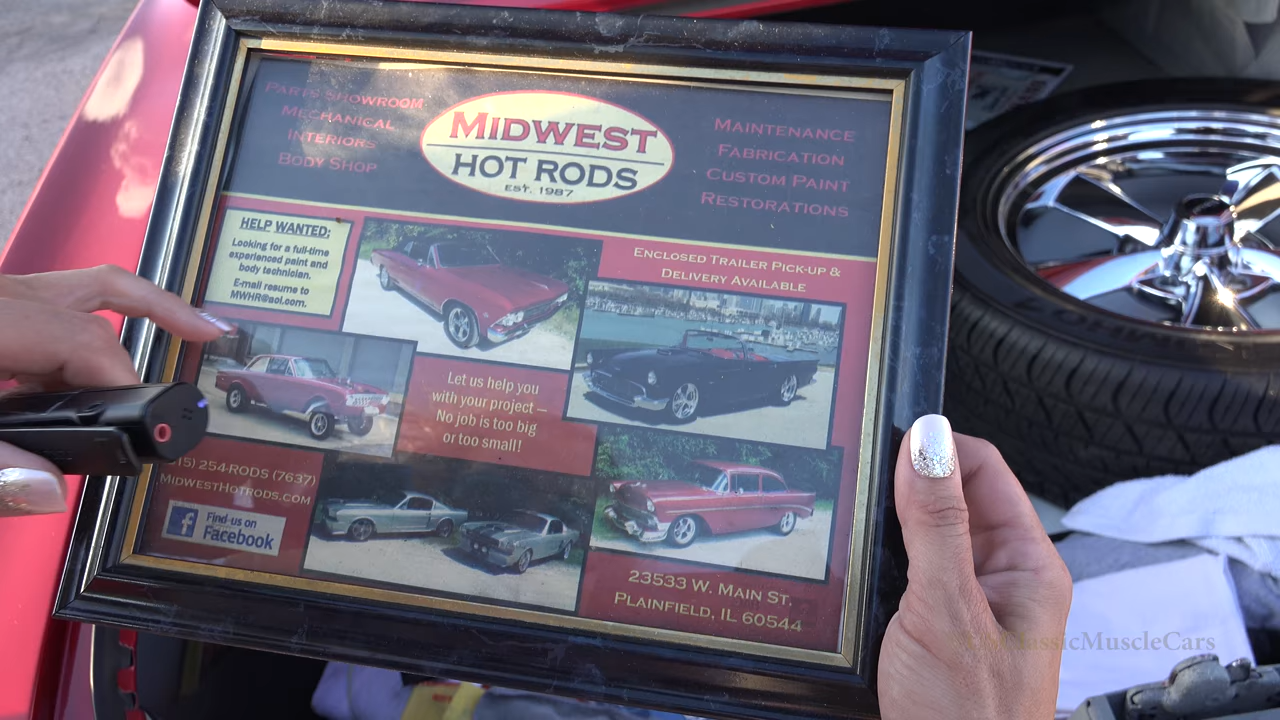 PARTS SHOWROOM
MECHANICAL
INTERIORS
BODY SHOP
MIDWEST
HOT RODS
EST. 1987
MAINTENANCE
FABRICATION
CUSTOM PAINT
RESTORATIONS
HELP WANTED:
Looking for a full-time
experienced paint and
body technician.
E-mail resume to
MWHR@aol.com.
ENCLOSED TRAILER PICK-UP &
DELIVERY AVAILABLE
Let us help you
with your project —
No job is too big
or too small!
15) 254-RODS (7637)
MIDWESTHOTRODS.COM
Find us on
Facebook
23533 W. MAIN ST.
PLAINFIELD, IL 60544
ClassicMuscleCars